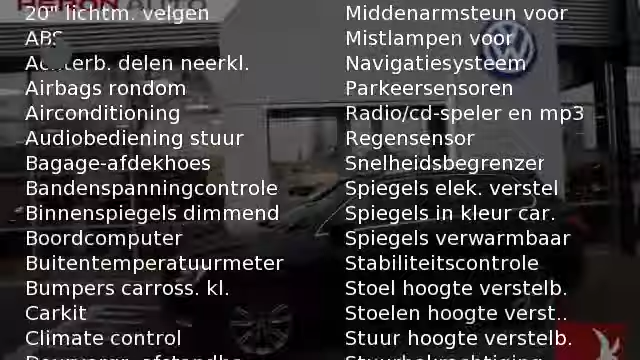 20" lichtm. velgen
ABS
Achterb. delen neerkl.
Airbags rondom
Airconditioning
Audiobediening stuur
Bagage-afdekhoes
Bandenspanningcontrole
Binnenspiegels dimmend
Boordcomputer
Buitentemperatuurmeter
Bumpers carross. kl.
Carkit
Climate control
Middenarmsteun voor
Mistlampen voor
Navigatiesysteem
Parkeersensoren
Radio/cd-speler en mp3
Regensensor
Snelheidsbegrenzer
Spiegels elek. verstel
Spiegels in kleur car.
Spiegels verwarmbaar
Stabiliteitscontrole
Stoel hoogte verstelb.
Stoelen hoogte verst..
Stuur hoogte verstelb.